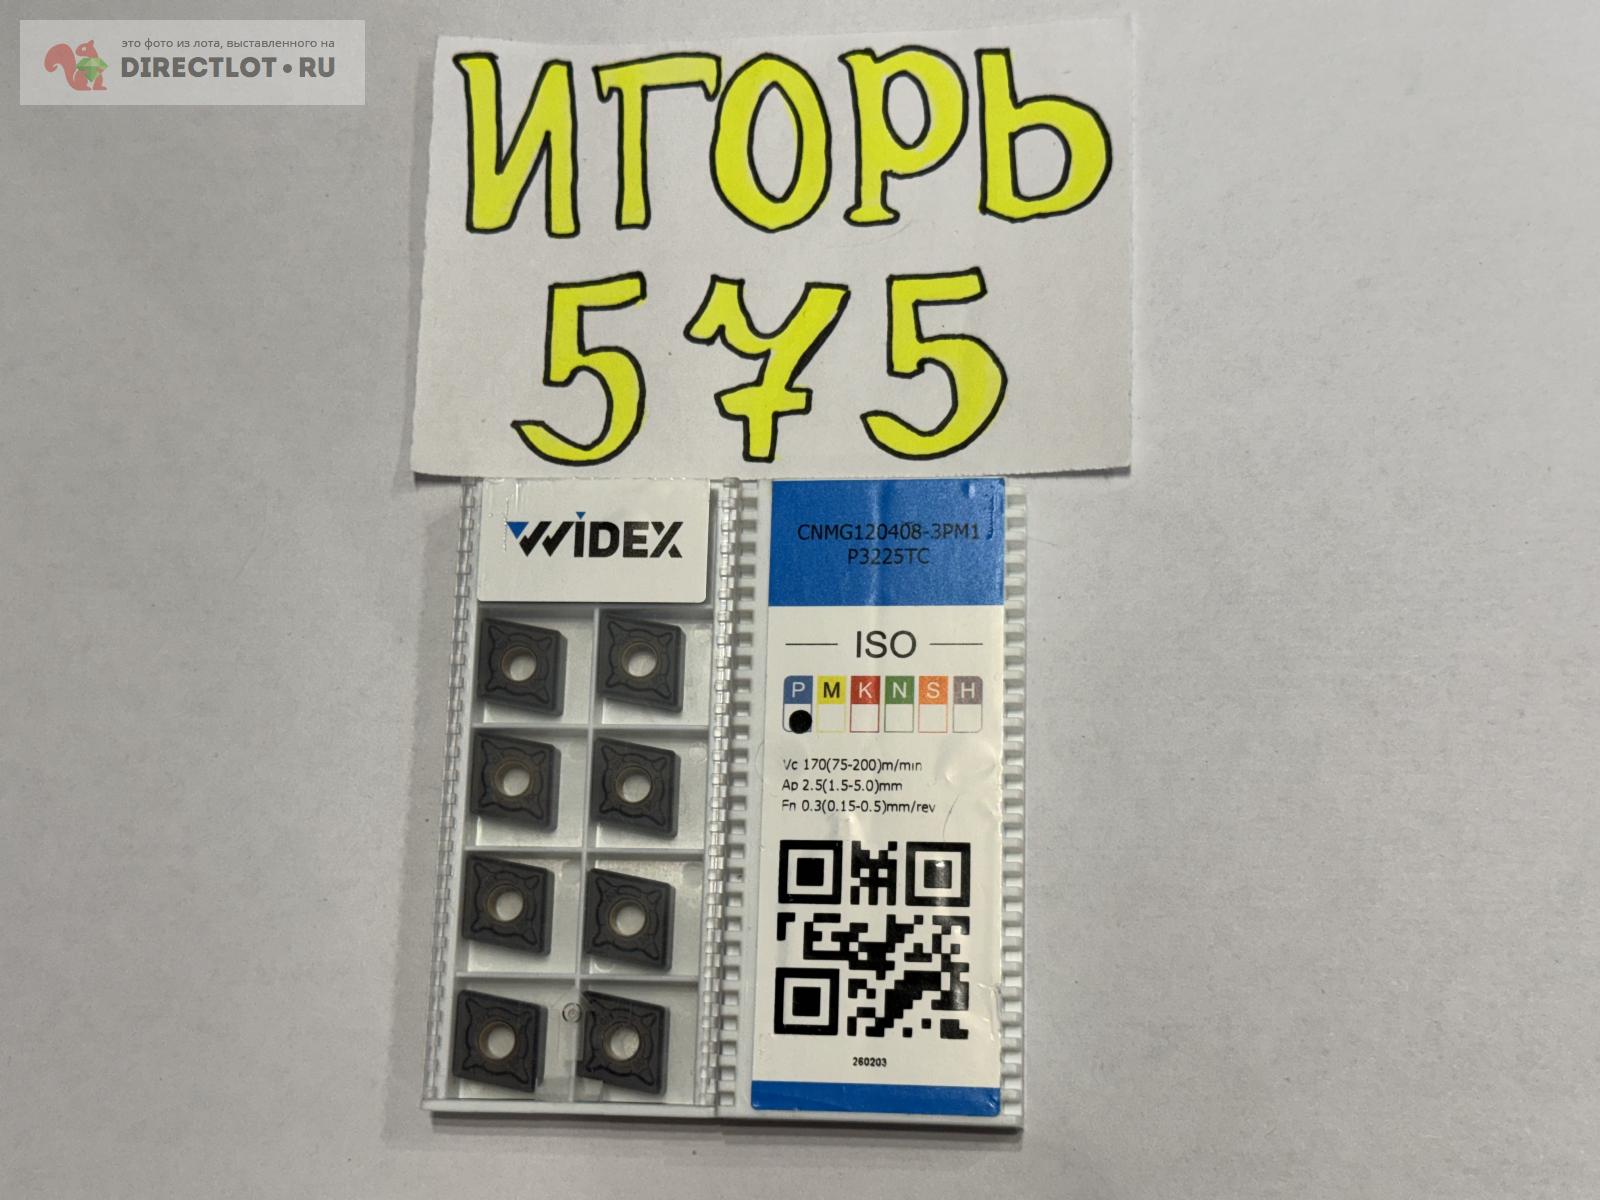 это фото из лота, выставленного на
DIRECTLOT.RU
ИГОРЬ
575
WIDEX
CNMG120408-3PM1
P3225TC
ISO
P M K N S H
Vc 170(75-200)m/min
Ap 2.5(1.5-5.0)mm
Fn 0.3(0.15-0.5)mm/rev
260203